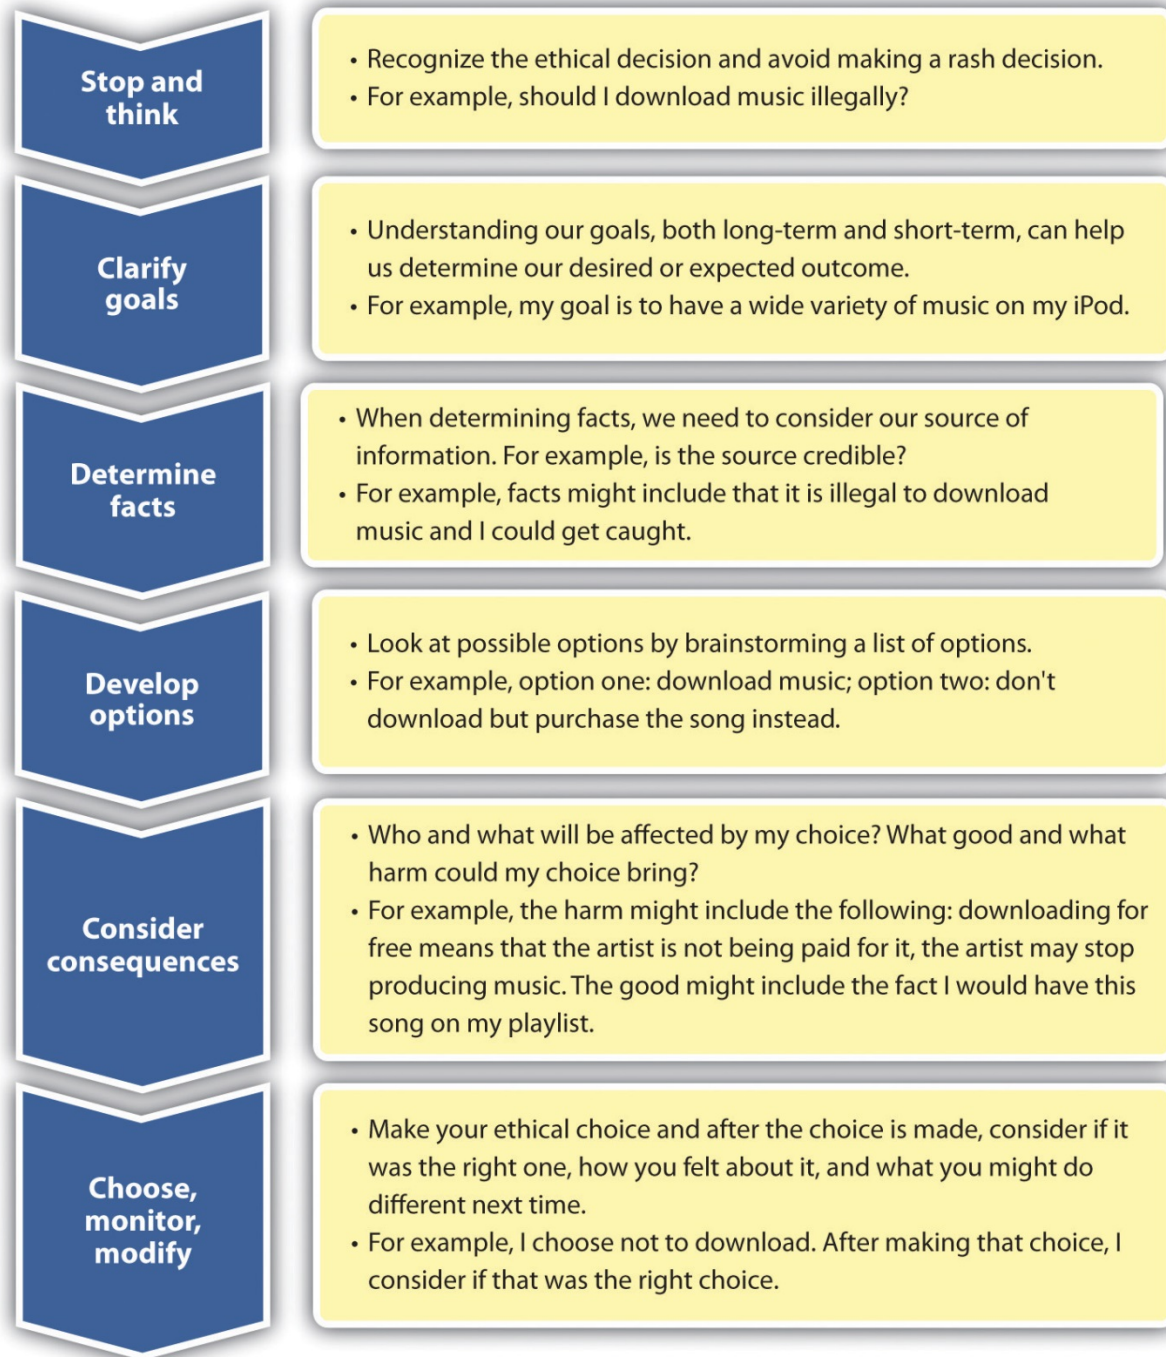 Stop and
think
• Recognize the ethical decision and avoid making a rash decision.
• For example, should I download music illegally?
Clarify
goals
• Understanding our goals, both long-term and short-term, can help
us determine our desired or expected outcome.
• For example, my goal is to have a wide variety of music on my iPod.
Determine
facts
• When determining facts, we need to consider our source of
information. For example, is the source credible?
• For example, facts might include that it is illegal to download
music and I could get caught.
Develop
options
• Look at possible options by brainstorming a list of options.
• For example, option one: download music; option two: don't
download but purchase the song instead.
Consider
consequences
• Who and what will be affected by my choice? What good and what
harm could my choice bring?
• For example, the harm might include the following: downloading for
free means that the artist is not being paid for it, the artist may stop
producing music. The good might include the fact I would have this
song on my playlist.
Choose,
monitor,
modify
• Make your ethical choice and after the choice is made, consider if it
was the right one, how you felt about it, and what you might do
different next time.
• For example, I choose not to download. After making that choice, I
consider if that was the right choice.